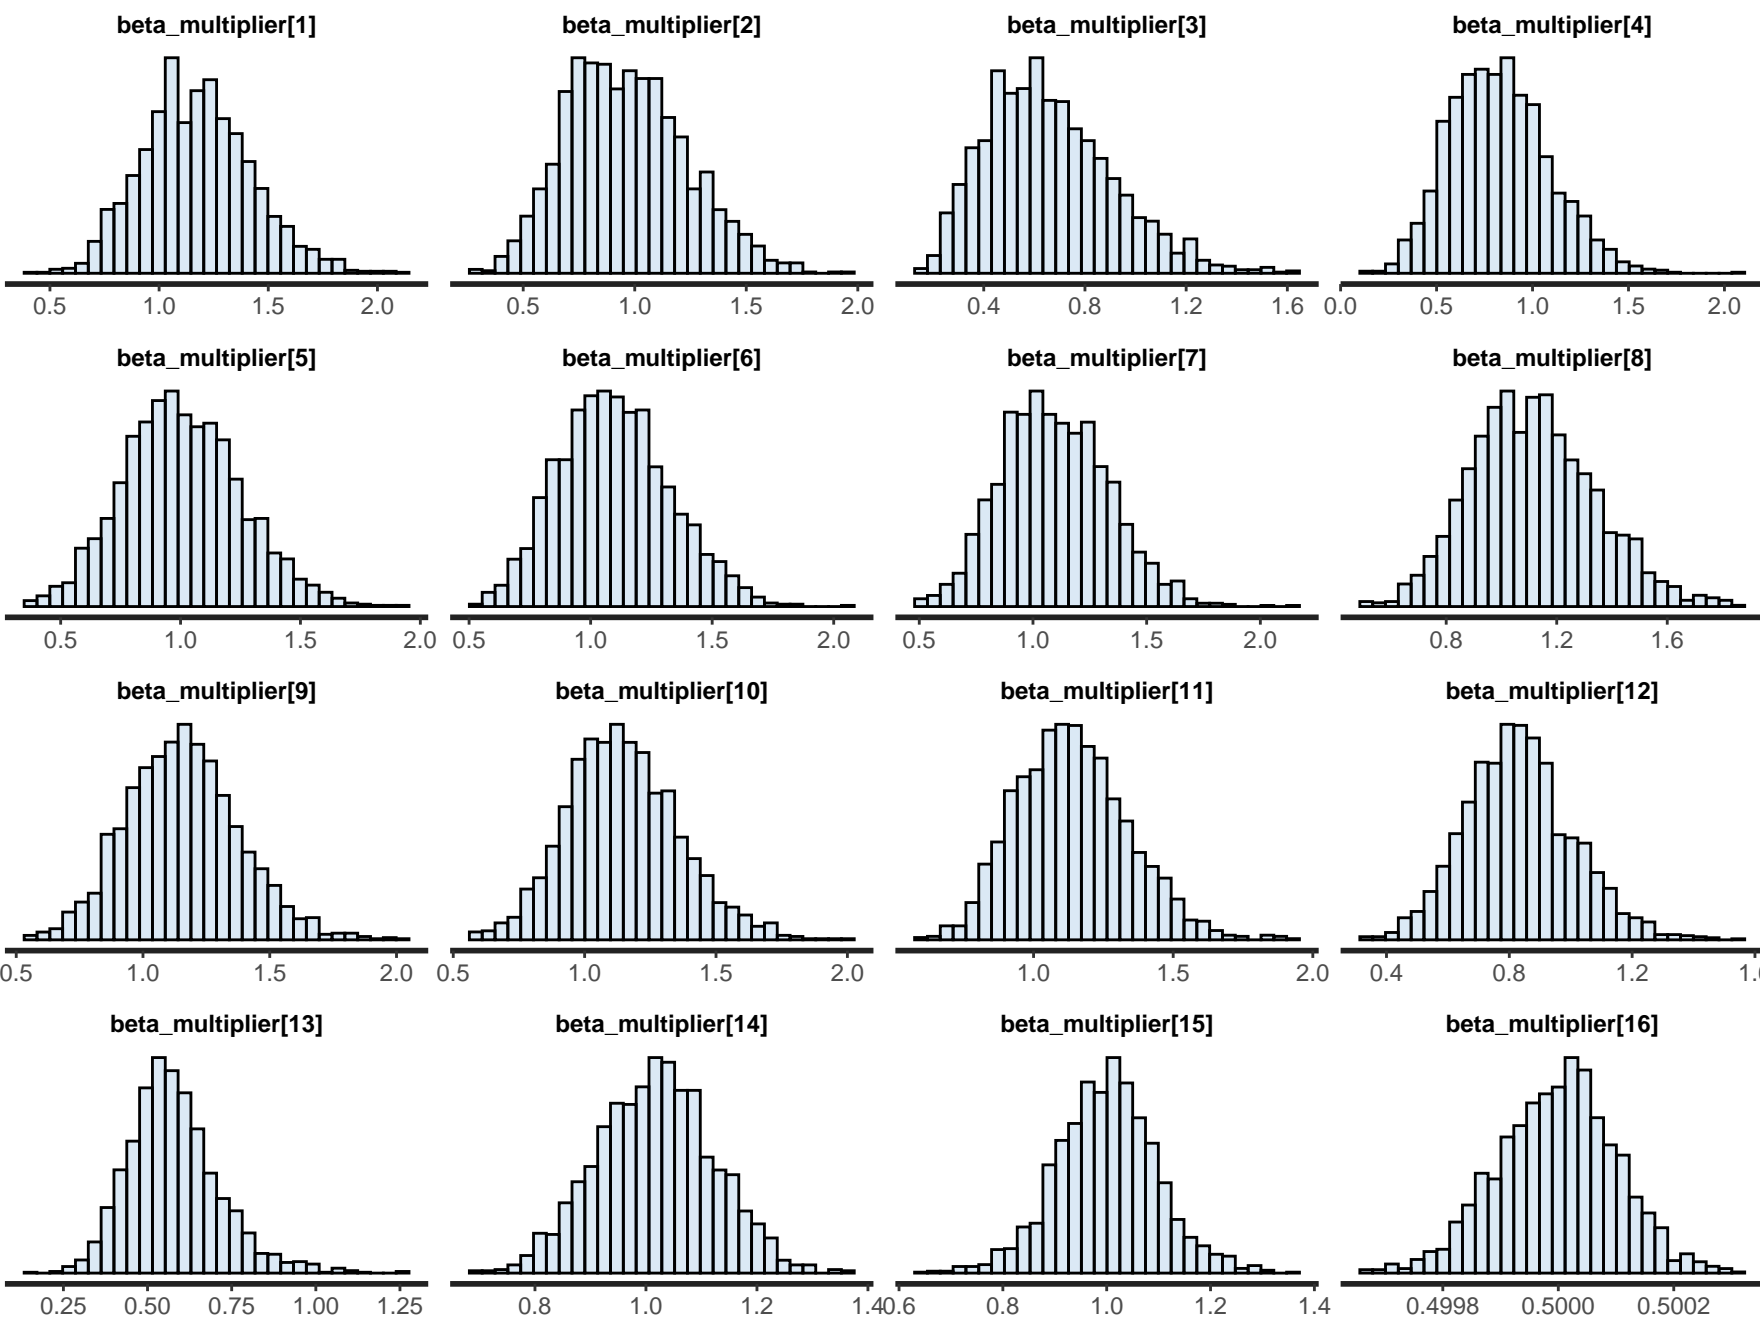 beta_multiplier[1] beta_multiplier[2] beta_multiplier[3] beta_multiplier[4]
0.5 1.0 1.5 2.0 0.5 1.0 1.5 2.0 0.4 0.8 1.2 1.6 0.0 0.5 1.0 1.5 2.0
beta_multiplier[5] beta_multiplier[6] beta_multiplier[7] beta_multiplier[8]
0.5 1.0 1.5 2.0 0.5 1.0 1.5 2.0 0.5 1.0 1.5 2.0 0.8 1.2 1.6
beta_multiplier[9] beta_multiplier[10] beta_multiplier[11] beta_multiplier[12]
0.5 1.0 1.5 2.0 0.5 1.0 1.5 2.0 1.0 1.5 2.0 0.4 0.8 1.2
beta_multiplier[13] beta_multiplier[14] beta_multiplier[15] beta_multiplier[16]
0.25 0.50 0.75 1.00 1.25 0.8 1.0 1.2 1.4 0.6 0.8 1.0 1.2 1.4 0.4998 0.5000 0.5002